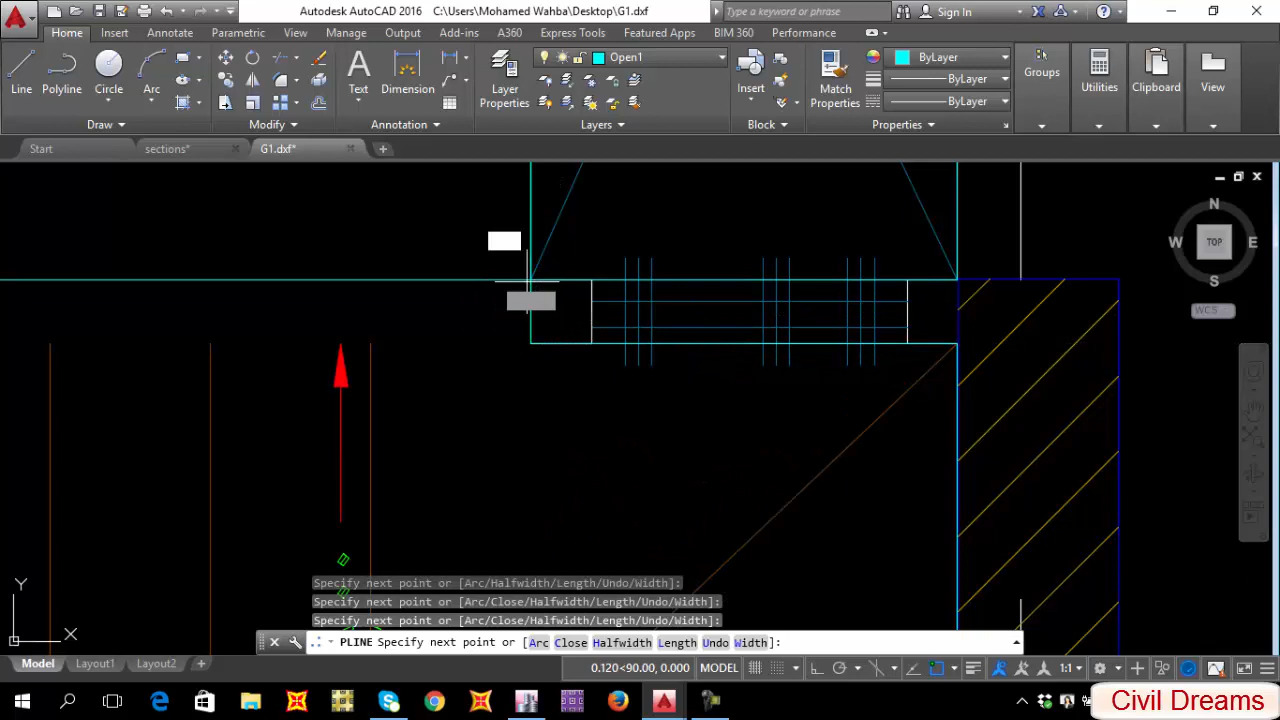 Autodesk AutoCAD 2016 C:\Users\Mohamed Wahba\Desktop\G1.dxf
Type a keyword or phrase
Sign In
Home Insert Annotate Parametric View Manage Output Add-ins A360 Express Tools Featured Apps BIM 360 Performance
Open1
ByLayer
ByLayer
ByLayer
Line Polyline Circle Arc
Text Dimension
Layer Properties
Insert
Match Properties
Groups
Utilities
Clipboard
View
Draw Modify Annotation Layers Block Properties
Start sections* G1.dxf*
N
W TOP E
S
WCS
Y
X
Specify next point or [Arc/Halfwidth/Length/Undo/Width]:
Specify next point or [Arc/Close/Halfwidth/Length/Undo/Width]:
Specify next point or [Arc/Close/Halfwidth/Length/Undo/Width]:
PLINE Specify next point or [Arc Close Halfwidth Length Undo Width]:
Model Layout1 Layout2
0.120<90.00, 0.000 MODEL
1:1
Civil Dreams